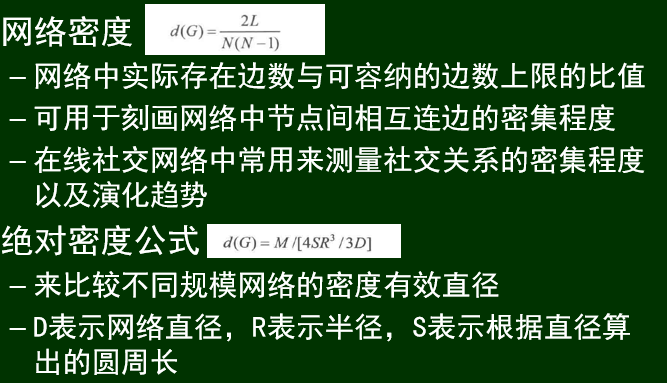 网络密度 d(G)=2L/N(N−1)
– 网络中实际存在边数与可容纳的边数上限的比值
– 可用于刻画网络中节点间相互连边的密集程度
– 在线社交网络中常用来测量社交关系的密集程度
以及演化趋势
绝对密度公式 d(G)=M/[4SR³/3D]
– 来比较不同规模网络的密度有效直径
– D表示网络直径，R表示半径，S表示根据直径算
出的圆周长